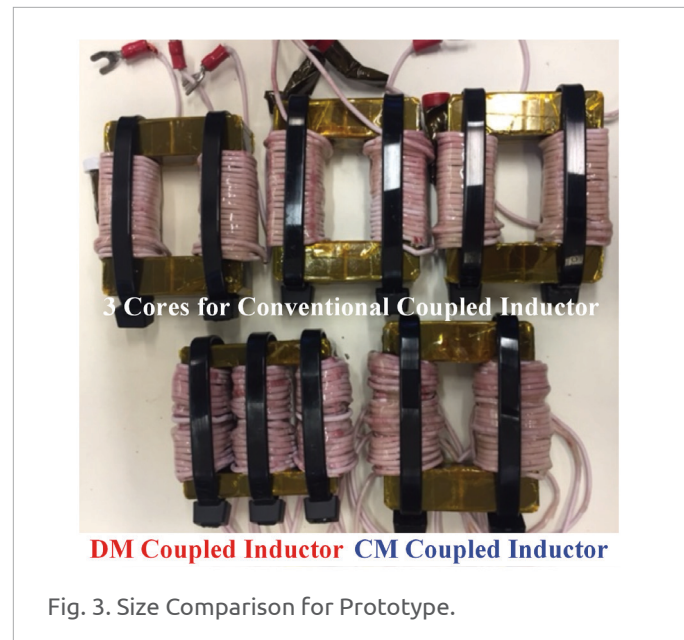 3 Cores for Conventional Coupled Inductor
DM Coupled Inductor CM Coupled Inductor
Fig. 3. Size Comparison for Prototype.